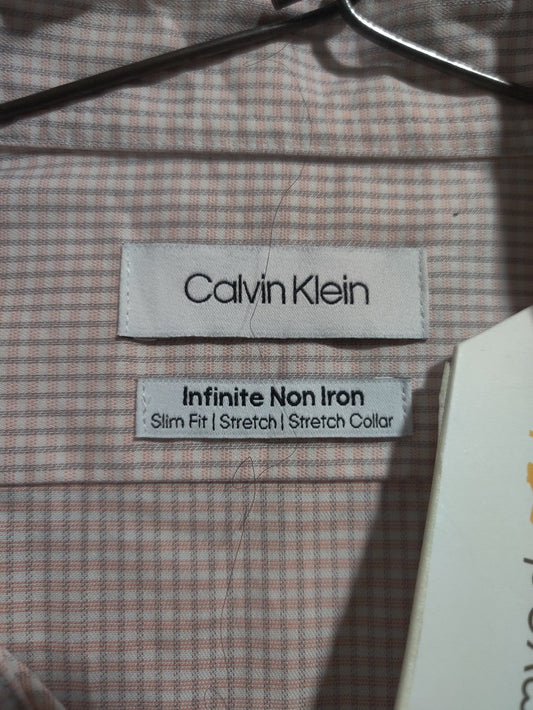 Calvin Klein
Infinite Non Iron
Slim Fit | Stretch | Stretch Collar